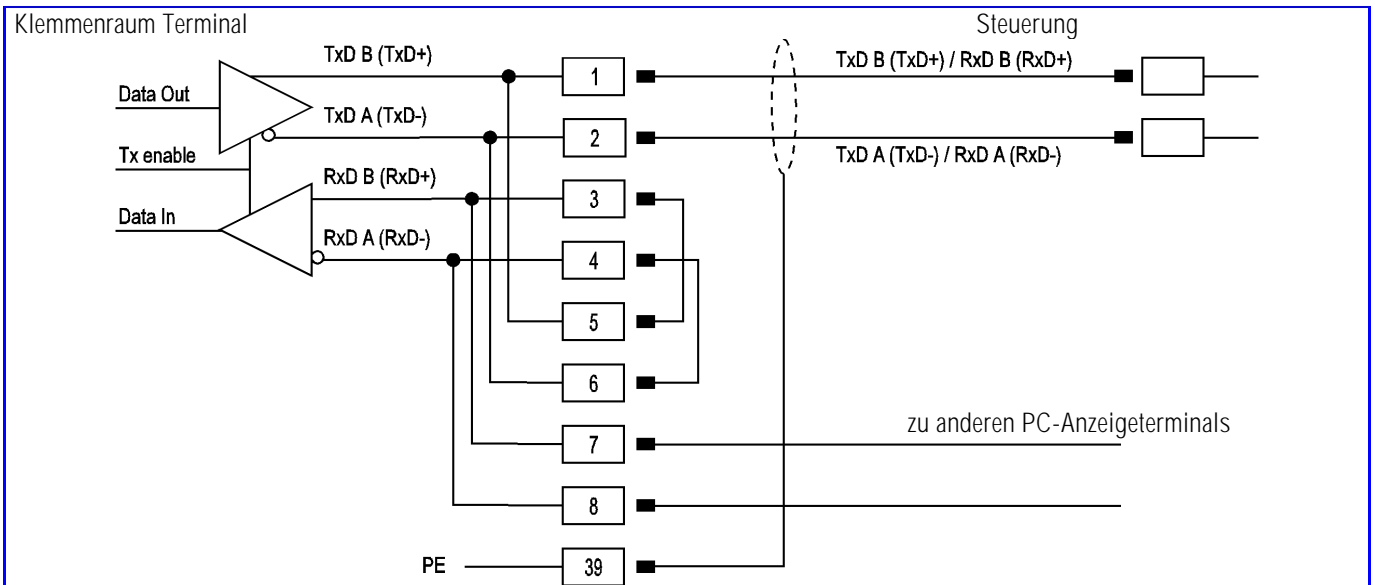 Klemmenraum Terminal
Steuerung
TxD B (TxD+)
TxD B (TxD+) / RxD B (RxD+)
1
Data Out
TxD A (TxD-)
2
TxD A (TxD-) / RxD A (RxD-)
Tx enable
RxD B (RxD+)
3
Data In
RxD A (RxD-)
4
5
6
zu anderen PC-Anzeigeterminals
7
8
PE
39